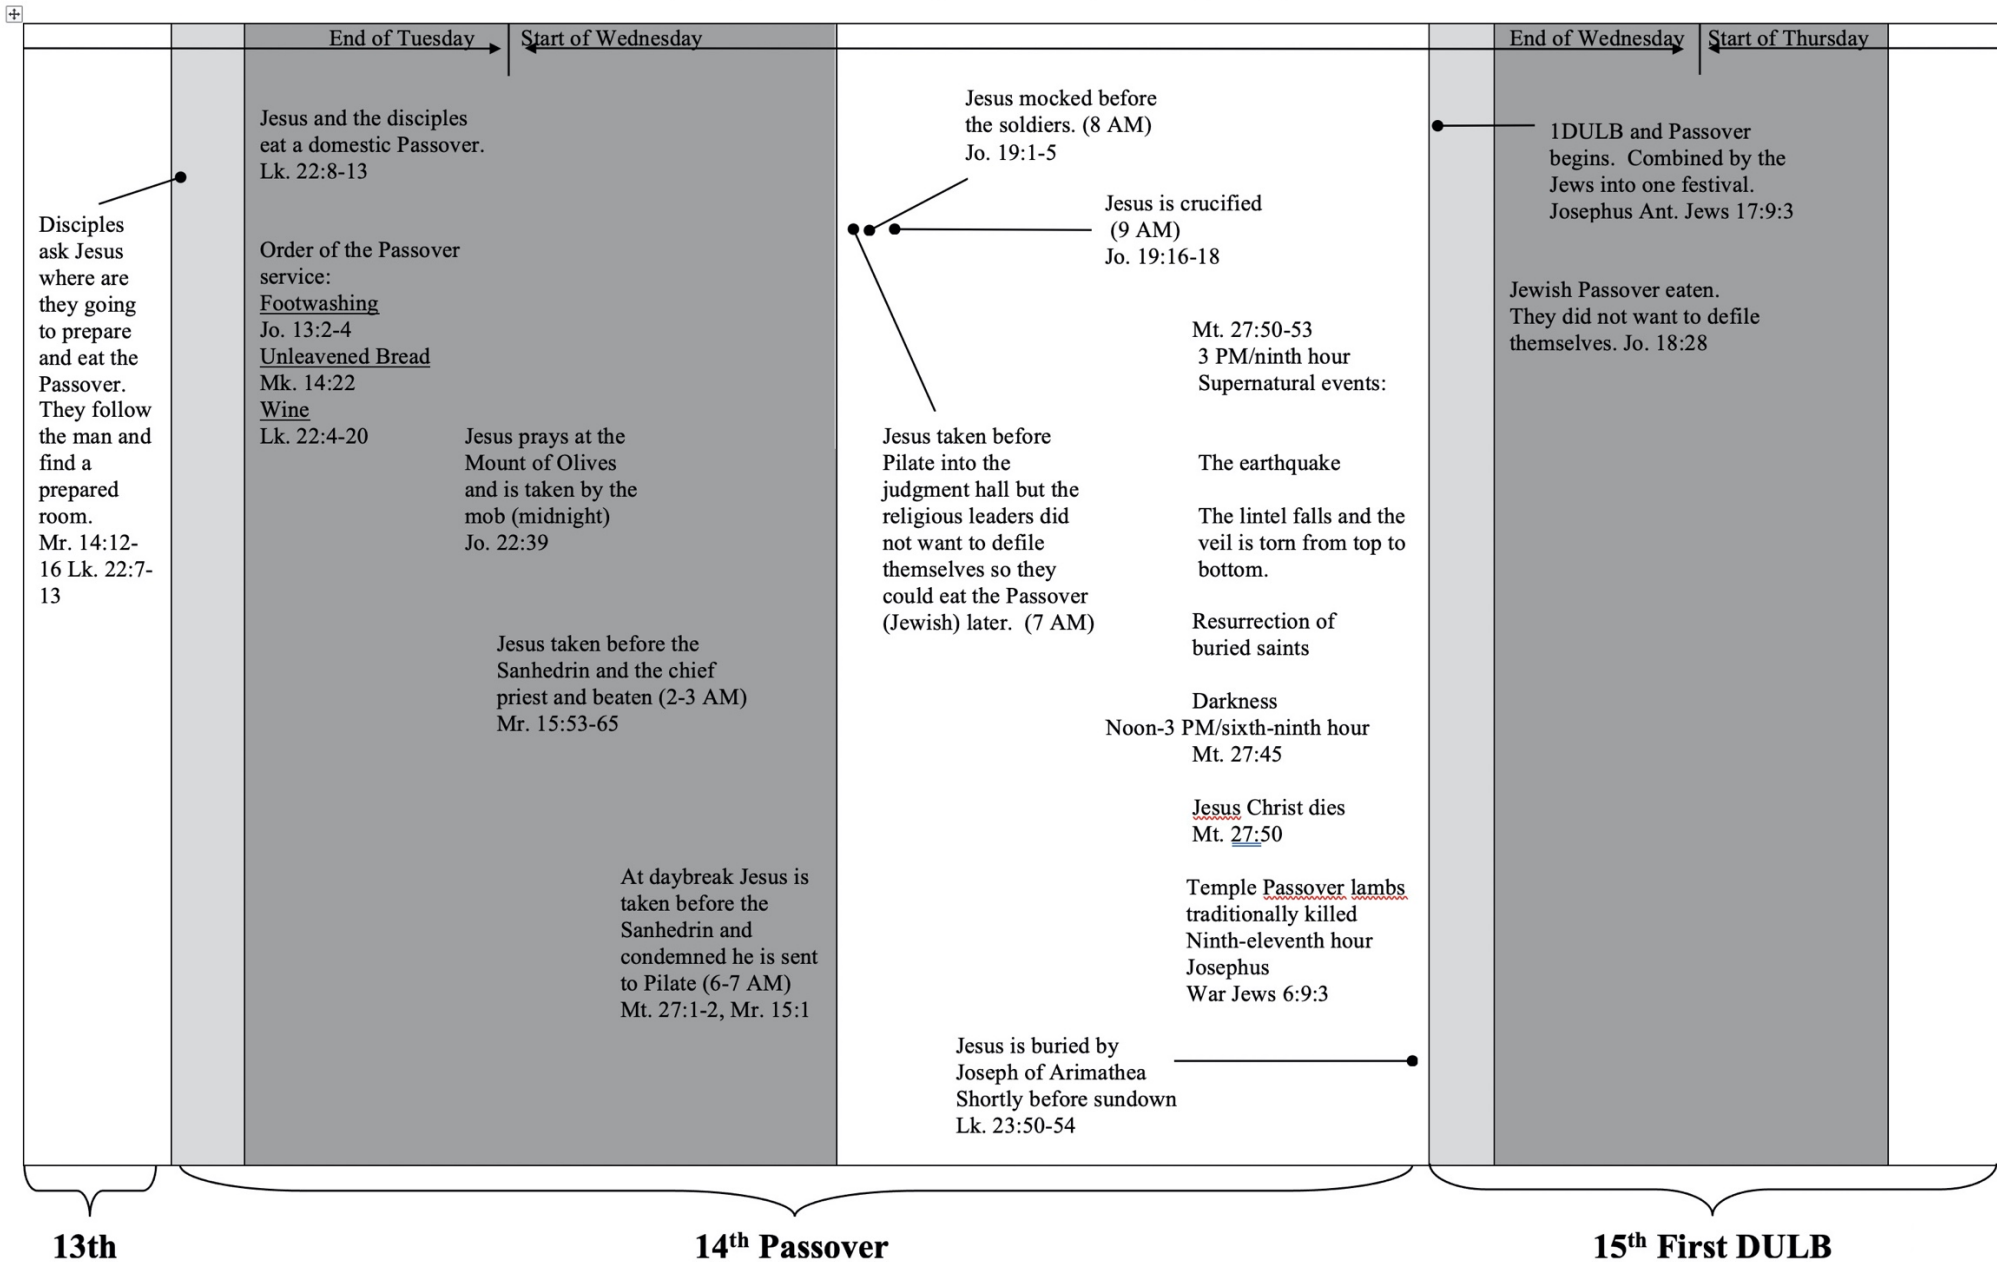 End of Tuesday
Start of Wednesday
End of Wednesday
Start of Thursday
Disciples
ask Jesus
where are
they going
to prepare
and eat the
Passover.
They follow
the man and
find a
prepared
room.
Mr. 14:12-
16 Lk. 22:7-
13
Jesus and the disciples
eat a domestic Passover.
Lk. 22:8-13
Order of the Passover
service:
Footwashing
Jo. 13:2-4
Unleavened Bread
Mk. 14:22
Wine
Lk. 22:4-20
Jesus prays at the
Mount of Olives
and is taken by the
mob (midnight)
Jo. 22:39
Jesus taken before the
Sanhedrin and the chief
priest and beaten (2-3 AM)
Mr. 15:53-65
At daybreak Jesus is
taken before the
Sanhedrin and
condemned he is sent
to Pilate (6-7 AM)
Mt. 27:1-2, Mr. 15:1
Jesus mocked before
the soldiers. (8 AM)
Jo. 19:1-5
Jesus is crucified
(9 AM)
Jo. 19:16-18
Jesus taken before
Pilate into the
judgment hall but the
religious leaders did
not want to defile
themselves so they
could eat the Passover
(Jewish) later. (7 AM)
Mt. 27:50-53
3 PM/ninth hour
Supernatural events:
The earthquake
The lintel falls and the
veil is torn from top to
bottom.
Resurrection of
buried saints
Darkness
Noon-3 PM/sixth-ninth hour
Mt. 27:45
Jesus Christ dies
Mt. 27:50
Temple Passover lambs
traditionally killed
Ninth-eleventh hour
Josephus
War Jews 6:9:3
Jesus is buried by
Joseph of Arimathea
Shortly before sundown
Lk. 23:50-54
1DULB and Passover
begins. Combined by the
Jews into one festival.
Josephus Ant. Jews 17:9:3
Jewish Passover eaten.
They did not want to defile
themselves. Jo. 18:28
13th
14th Passover
15th First DULB